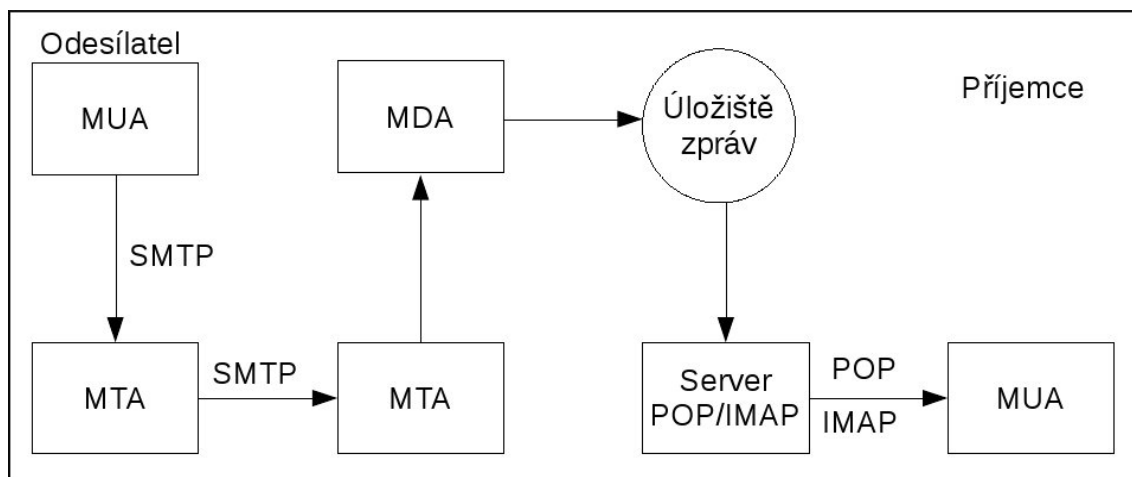 Odesílatel
MUA
MDA
Úložiště
zpráv
Příjemce
SMTP
MTA
SMTP
MTA
Server
POP/IMAP
POP
IMAP
MUA